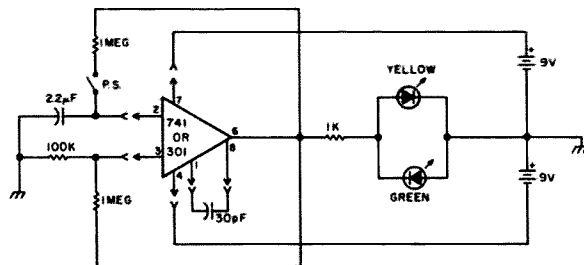 1MEG
P.S.
2.2µF
100K
1MEG
2
7
741
OR
301
3
4
1
6
8
30pF
1K
YELLOW
GREEN
+
9V
+
9V